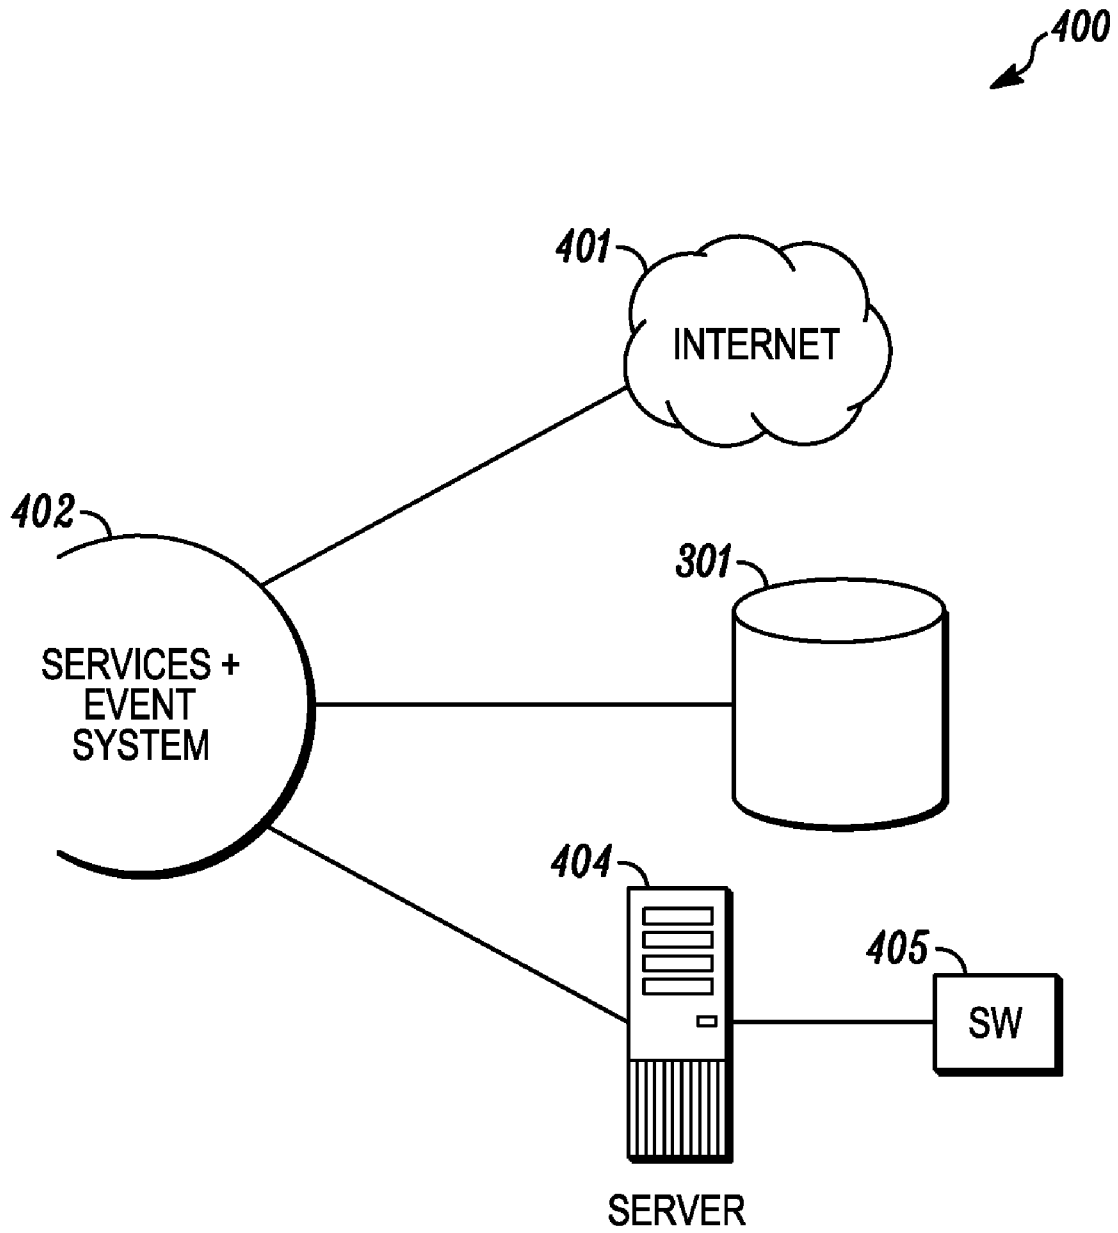 400
401
INTERNET
402
301
SERVICES +
EVENT
SYSTEM
404
405
SW
SERVER